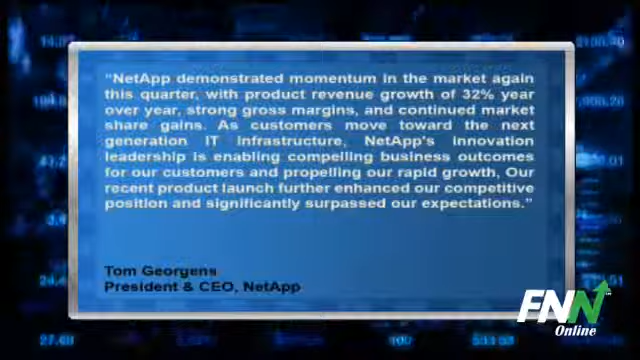 "NetApp demonstrated momentum in the market again
this quarter, with product revenue growth of 32% year
over year, strong gross margins, and continued market
share gains. As customers move toward the next
generation IT infrastructure, NetApp's innovation
leadership is enabling compelling business outcomes
for our customers and propelling our rapid growth, Our
recent product launch further enhanced our competitive
position and significantly surpassed our expectations."
Tom Georgens
President & CEO, NetApp
FNN
Online